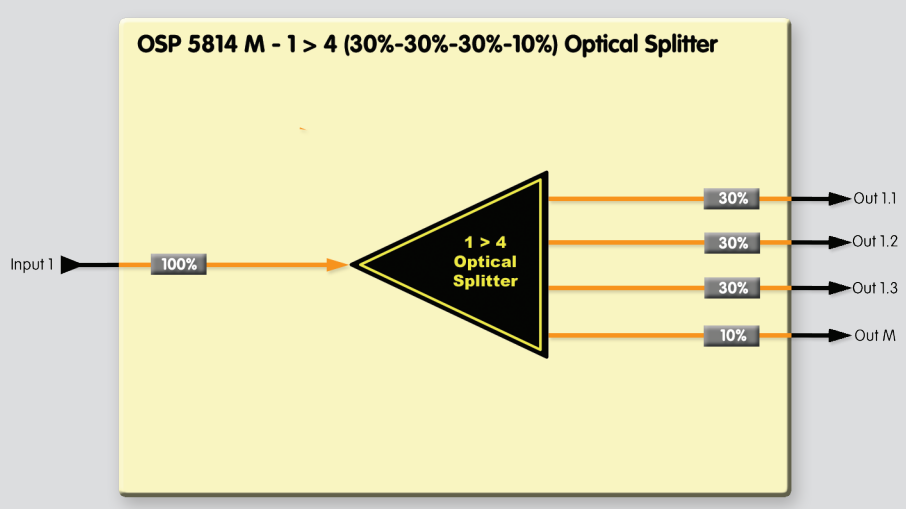 OSP 5814 M - 1 > 4 (30%-30%-30%-10%) Optical Splitter
30%
Out 1.1
1 > 4
Optical
Splitter
30%
Out 1.2
Input 1
100%
30%
Out 1.3
10%
Out M